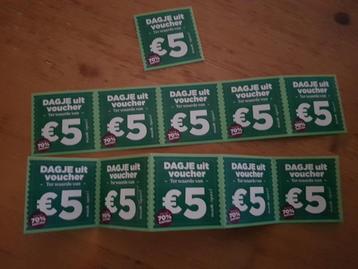 DAGJE uit
voucher
- Ter waarde van -
€5
70%
DAGJE uit
voucher
- Ter waarde van -
€5
70%
DAGJE uit
voucher
- Ter waarde van -
€5
70%
DAGJE uit
voucher
- Ter waarde van -
€5
70%
DAGJE uit
voucher
- Ter waarde van -
€5
70%
DAGJE uit
voucher
- Ter waarde van -
€5
70%
DAGJE uit
voucher
- Ter waarde van -
€5
70%
DAGJE uit
voucher
- Ter waarde van -
€5
70%
DAGJE uit
voucher
- Ter waarde van -
€5
70%
DAGJE uit
voucher
- Ter waarde van -
€5
70%
DAGJE uit
voucher
- Ter waarde van -
€5
70%